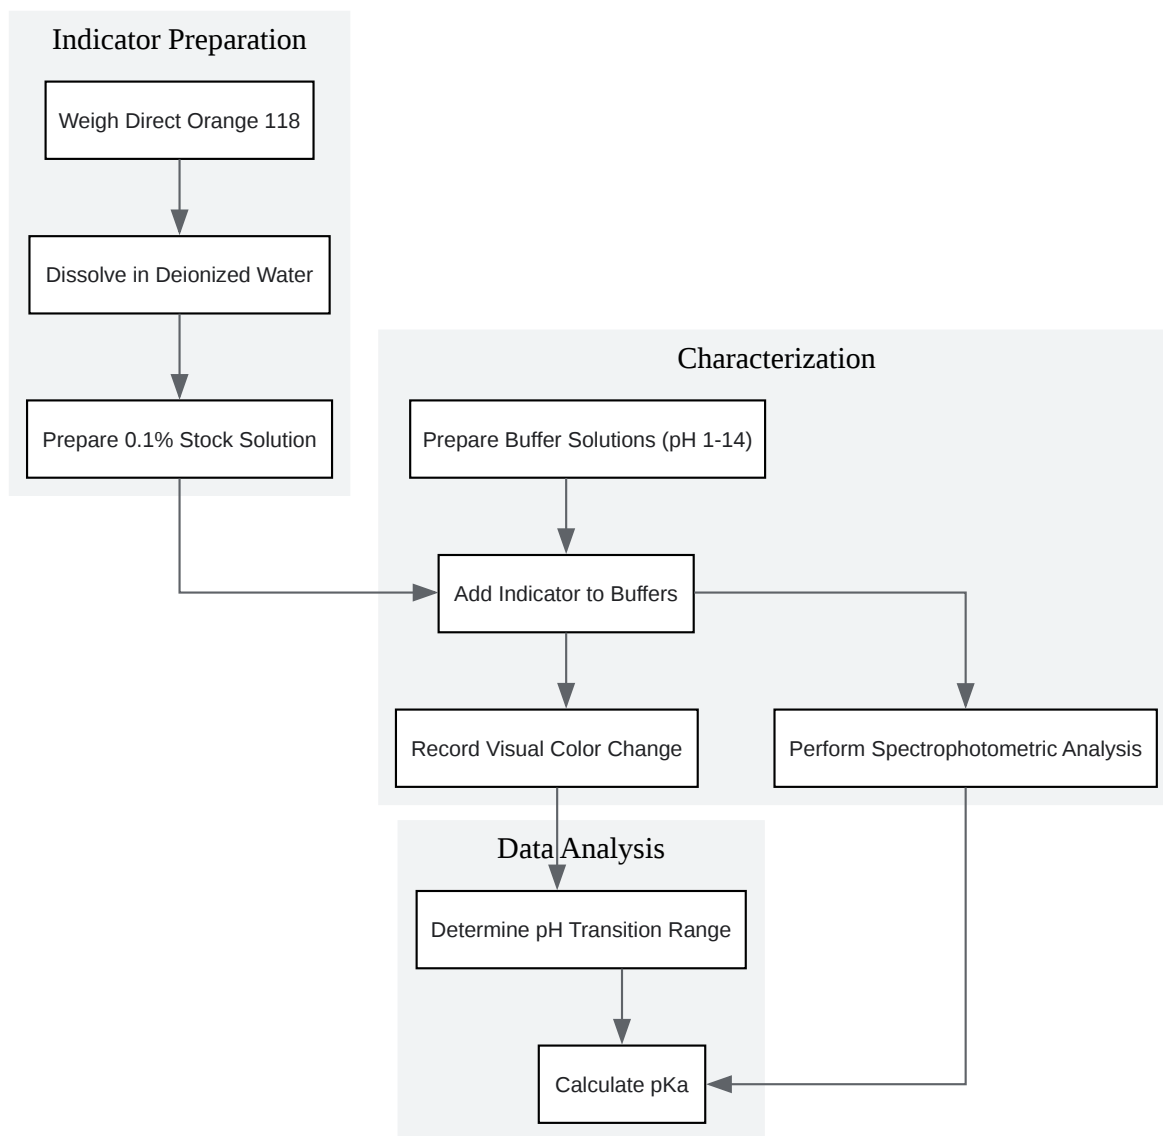 Indicator Preparation
Weigh Direct Orange 118
Dissolve in Deionized Water
Prepare 0.1% Stock Solution
Characterization
Prepare Buffer Solutions (pH 1-14)
Add Indicator to Buffers
Record Visual Color Change
Perform Spectrophotometric Analysis
Data Analysis
Determine pH Transition Range
Calculate pKa